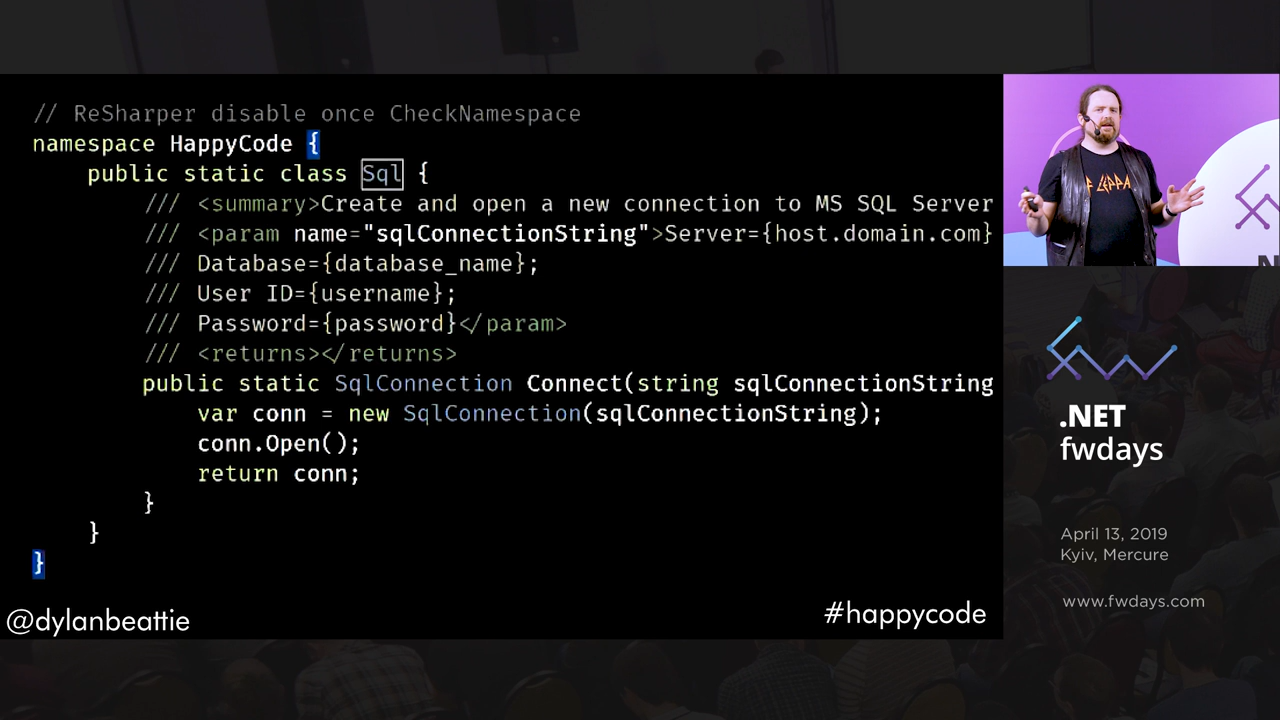 // ReSharper disable once CheckNamespace
namespace HappyCode {
public static class Sql {
/// <summary>Create and open a new connection to MS SQL Server
/// <param name="sqlConnectionString">Server={host.domain.com}
/// Database={database_name};
/// User ID={username};
/// Password={password}</param>
/// <returns></returns>
public static SqlConnection Connect(string sqlConnectionString
var conn = new SqlConnection(sqlConnectionString);
conn.Open();
return conn;
}
}
}
@dylanbeattie
#happycode
.NET
fwdays
April 13, 2019
Kyiv, Mercure
www.fwdays.com